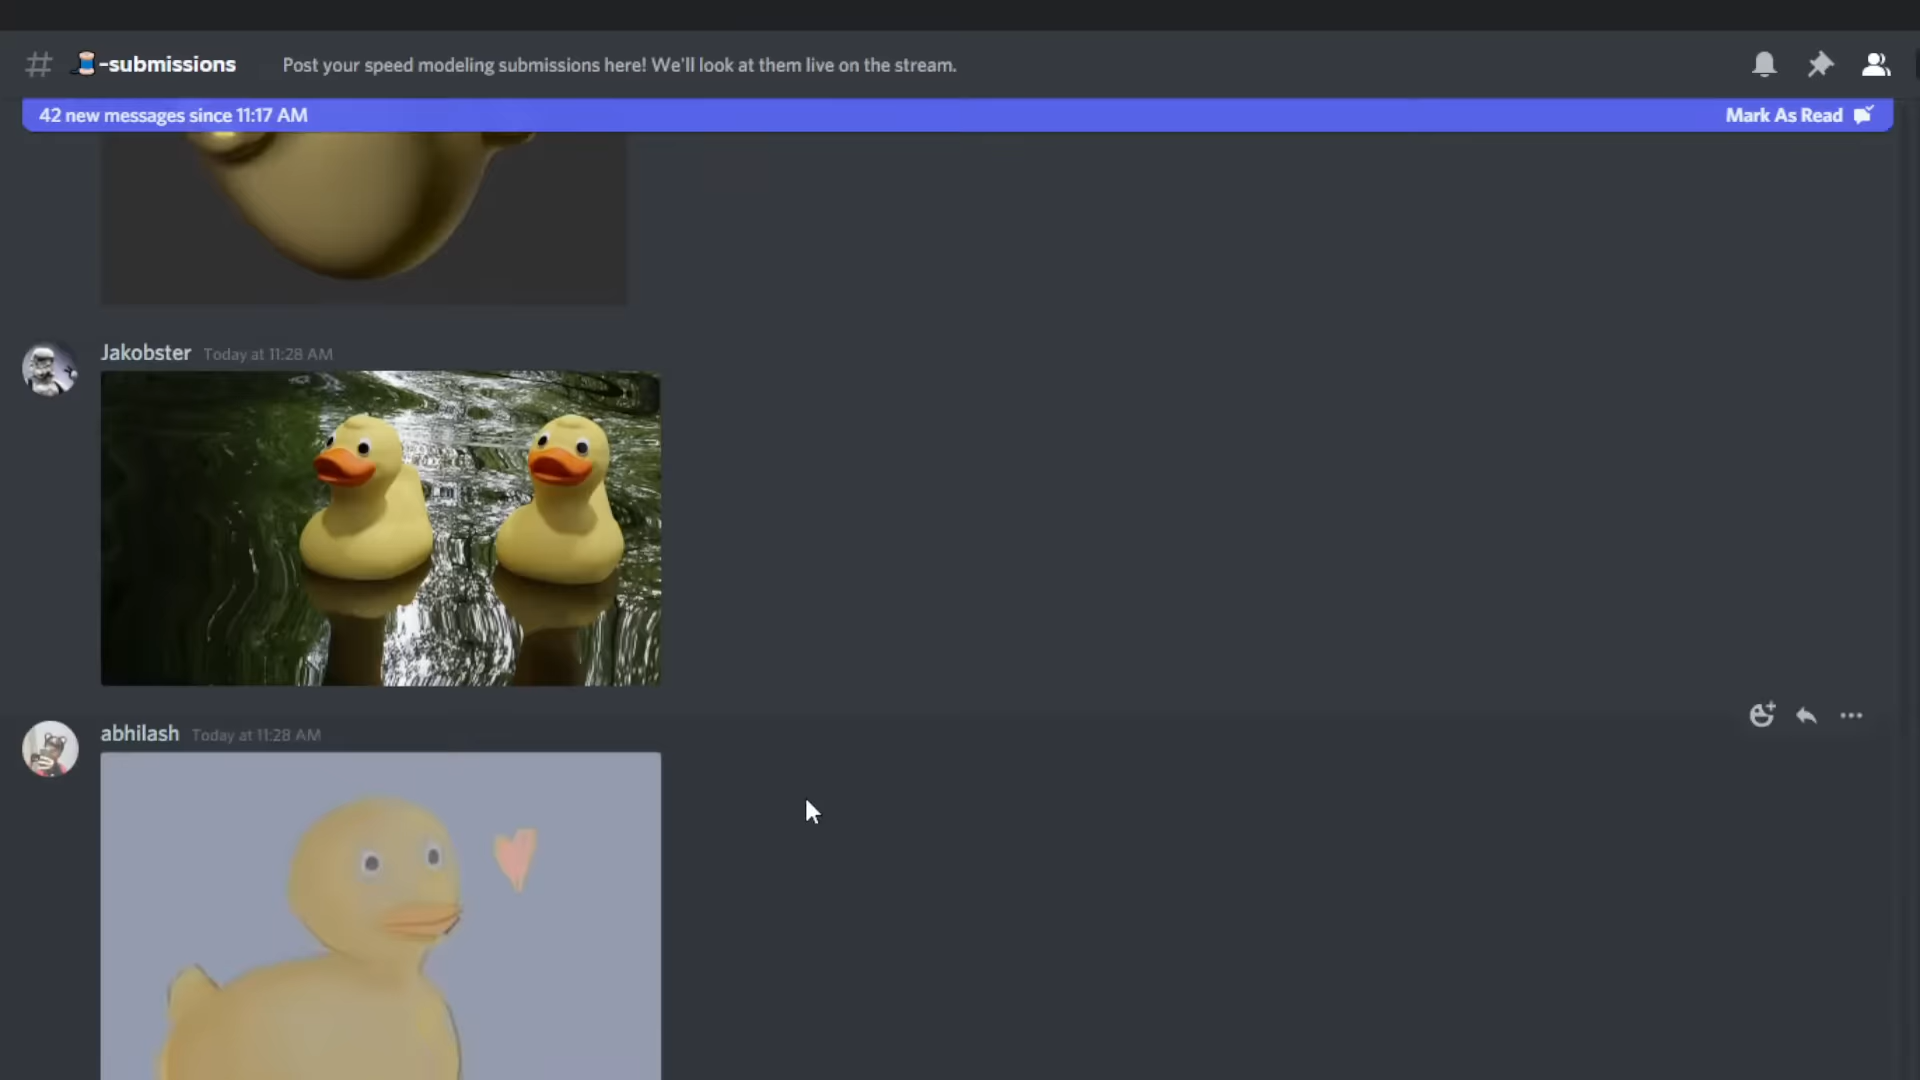 -submissions
Post your speed modeling submissions here! We'll look at them live on the stream.
42 new messages since 11:17 AM
Mark As Read
Jakobster Today at 11:28 AM
abhilash Today at 11:28 AM